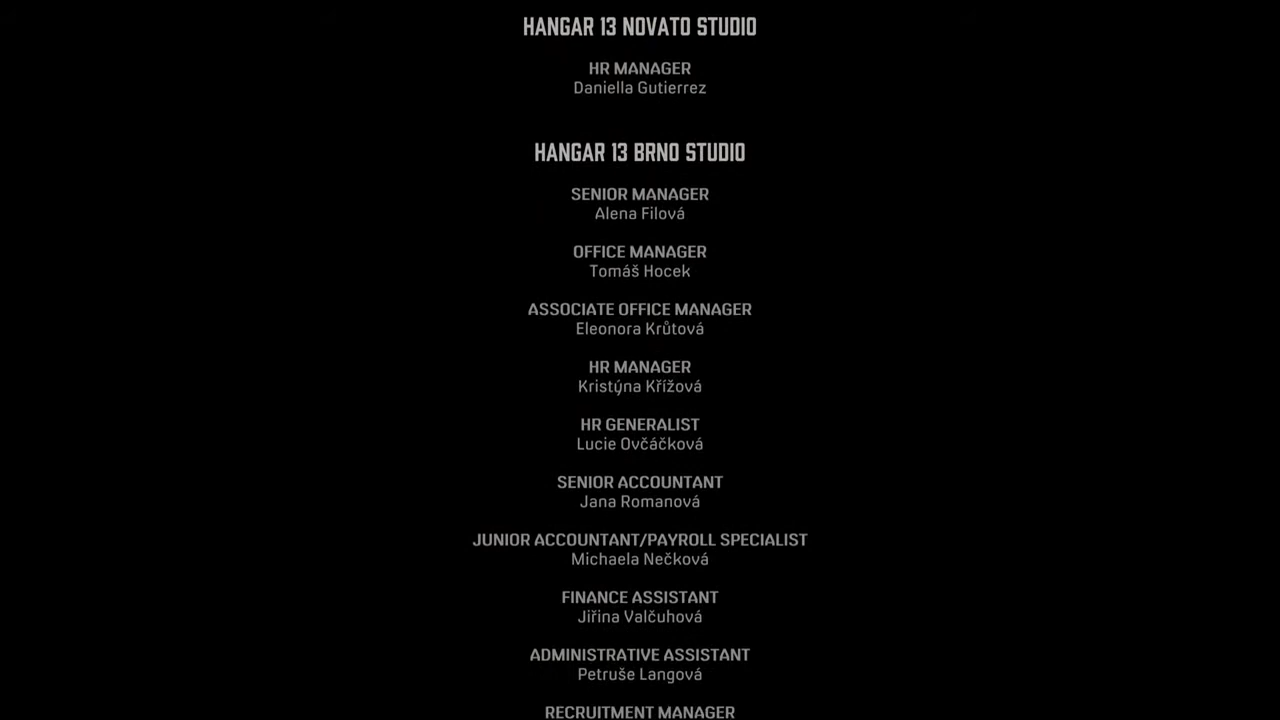 HANGAR 13 NOVATO STUDIO
HR MANAGER
Daniella Gutierrez
HANGAR 13 BRNO STUDIO
SENIOR MANAGER
Alena Filová
OFFICE MANAGER
Tomáš Hocek
ASSOCIATE OFFICE MANAGER
Eleonora Krůtová
HR MANAGER
Kristýna Křížová
HR GENERALIST
Lucie Ovčáčková
SENIOR ACCOUNTANT
Jana Romanová
JUNIOR ACCOUNTANT/PAYROLL SPECIALIST
Michaela Nečková
FINANCE ASSISTANT
Jiřina Valčuhová
ADMINISTRATIVE ASSISTANT
Petruše Langová
RECRUITMENT MANAGER